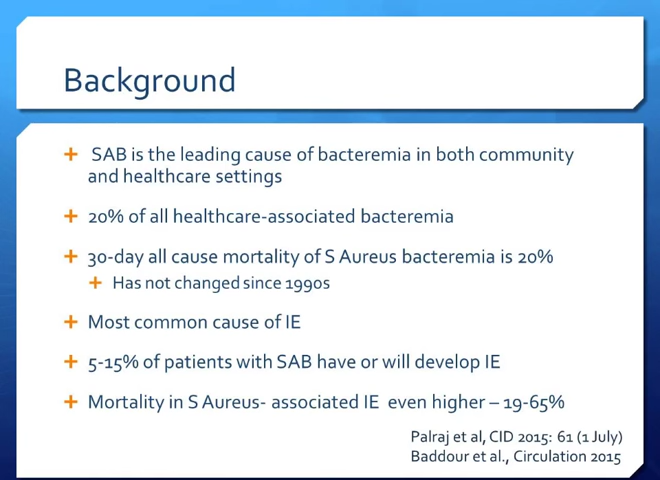 Background
SAB is the leading cause of bacteremia in both community
and healthcare settings
20% of all healthcare-associated bacteremia
30-day all cause mortality of S Aureus bacteremia is 20%
Has not changed since 1990s
Most common cause of IE
5-15% of patients with SAB have or will develop IE
Mortality in S Aureus- associated IE even higher – 19-65%
Palraj et al, CID 2015: 61 (1 July)
Baddour et al., Circulation 2015